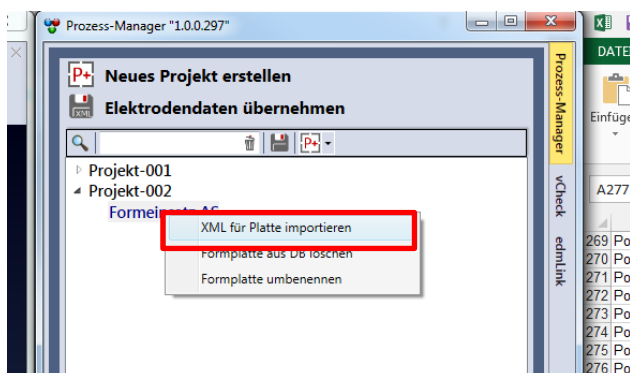 Prozess-Manager "1.0.0.297"
P+ Neues Projekt erstellen
XML Elektrodendaten übernehmen
P+
Projekt-001
Projekt-002
XML für Platte importieren
Formplatte aus DB löschen
Formplatte umbenennen
Prozess-Manager
vCheck
edmLink
DATE
Einfüge
A277
269 Po
270 Po
271 Po
272 Po
273 Po
274 Po
275 Po
276 Po